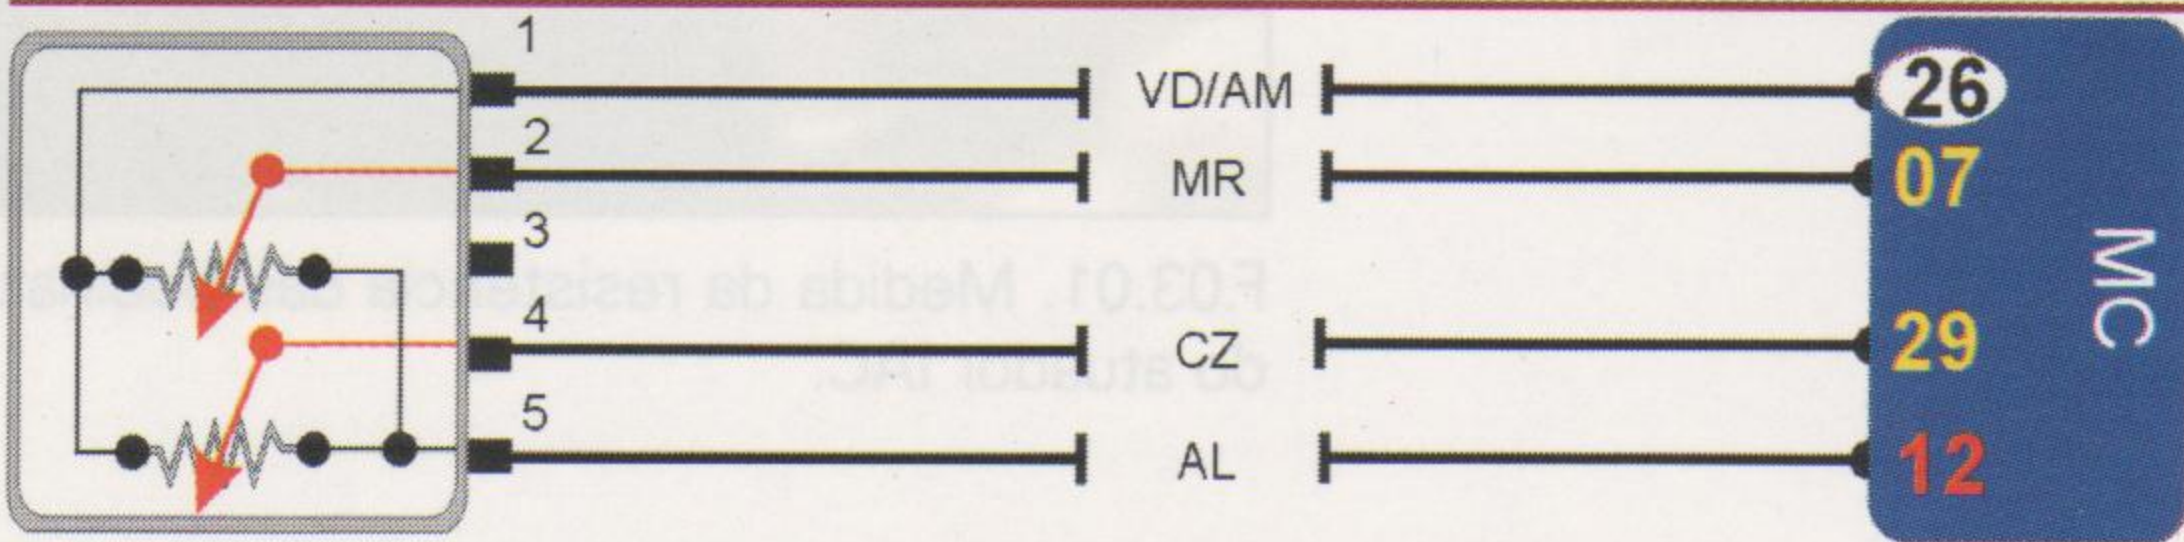 1
VD/AM
26
2
MR
07
3
4
CZ
29
5
AL
12
MC
F.03.01. Medida da resistência
do atuador IAC.